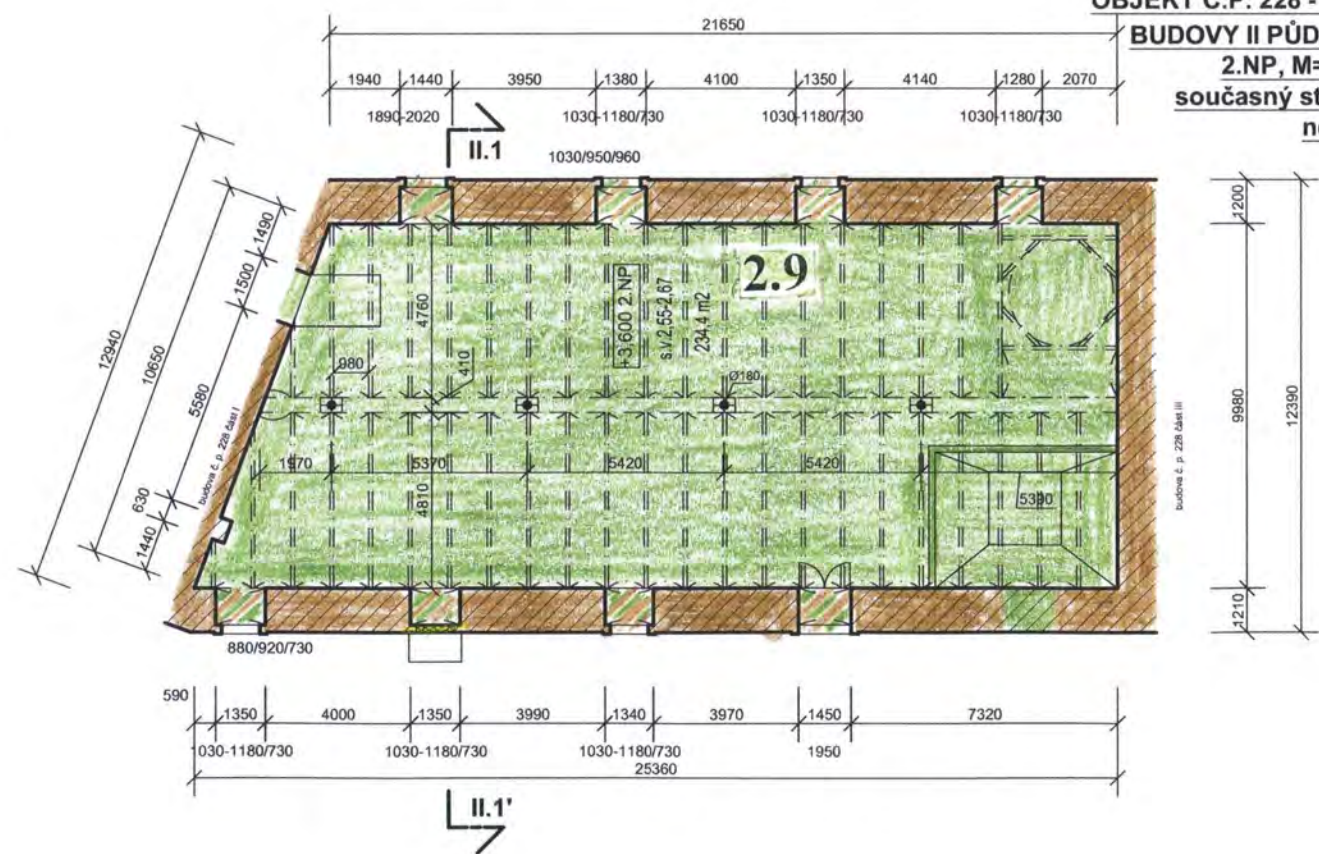 OBJEKT Č.P. 228 -
BUDOVY II PŮD
2.NP, M=
současný st
21650
1940 1440 3950 1380 4100 1350 4140 1280 2070
1890-2020 1030-1180/730 1030-1180/730 1030-1180/730
II.1
1030/950/960
2.9
+3,600 2.NP
s.v.2,55-2,67
234,4 m2
12940
10650
1490
1500
5580
630
1440
budova č. p. 228 část I
4760
410
980
Ø180
1970 5370 5420 5420
4810
5390
budova č. p. 228 část III
1200
9980
12390
1210
880/920/730
590 1350 4000 1350 3990 1340 3970 1450 7320
1030-1180/730 1030-1180/730 1030-1180/730 1950
25360
II.1'